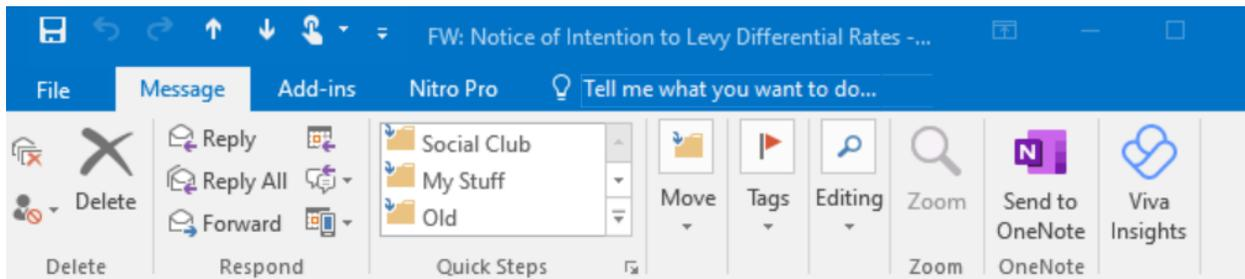 FW: Notice of Intention to Levy Differential Rates -...
File Message Add-ins Nitro Pro Tell me what you want to do...
Delete
Reply
Reply All
Forward
Social Club
My Stuff
Old
Move
Tags
Editing
Zoom
Send to
OneNote
Viva
Insights
Delete Respond Quick Steps Zoom OneNote